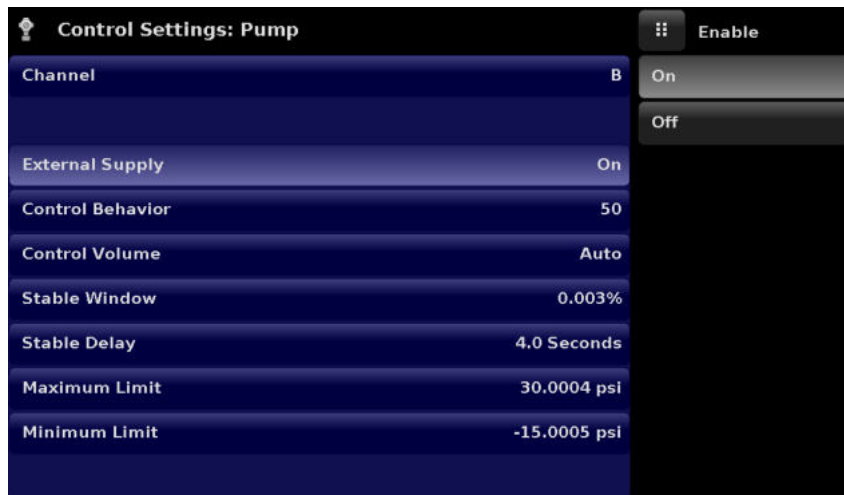 Control Settings: Pump
Enable
Channel B
On
Off
External Supply On
Control Behavior 50
Control Volume Auto
Stable Window 0.003%
Stable Delay 4.0 Seconds
Maximum Limit 30.0004 psi
Minimum Limit -15.0005 psi